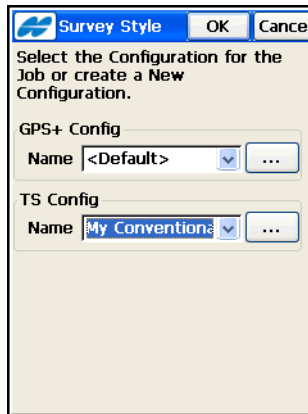 Survey Style OK Cance
Select the Configuration for the
Job or create a New
Configuration.
GPS+ Config
Name <Default> ...
TS Config
Name My Conventiona ...